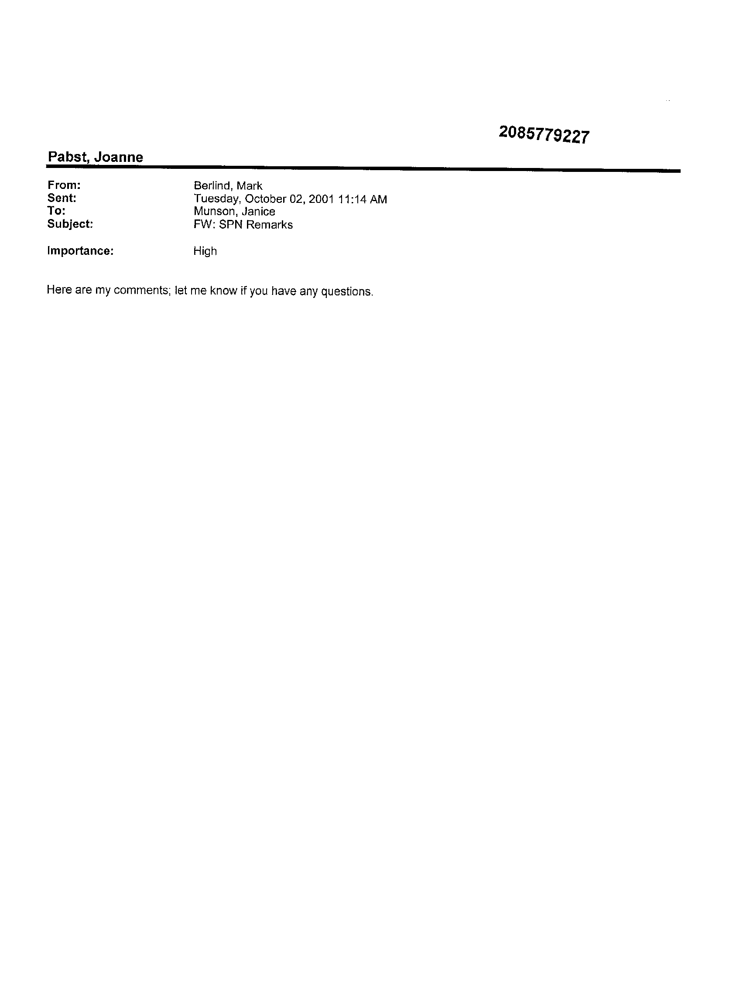 2085779227
Pabst, Joanne
From: Berlind, Mark
Sent: Tuesday, October 02, 2001 11:14 AM
To: Munson, Janice
Subject: FW: SPN Remarks
Importance: High
Here are my comments; let me know if you have any questions.